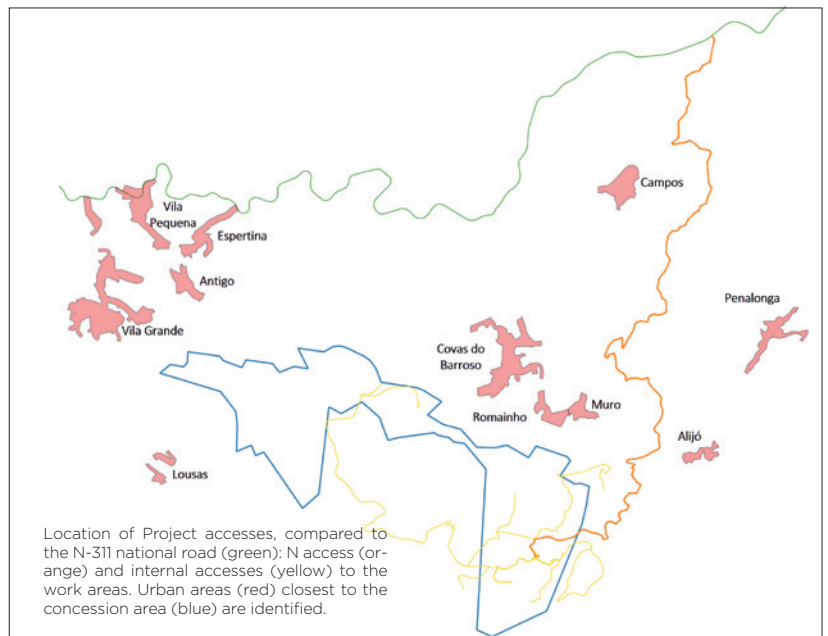 Campos
Vila
Pequena
Espertina
Antigo
Penalonga
Vila Grande
Covas do
Barroso
Romainho
Muro
Alijó
Lousas
Location of Project accesses, compared to
the N-311 national road (green): N access (or-
ange) and internal accesses (yellow) to the
work areas. Urban areas (red) closest to the
concession area (blue) are identified.